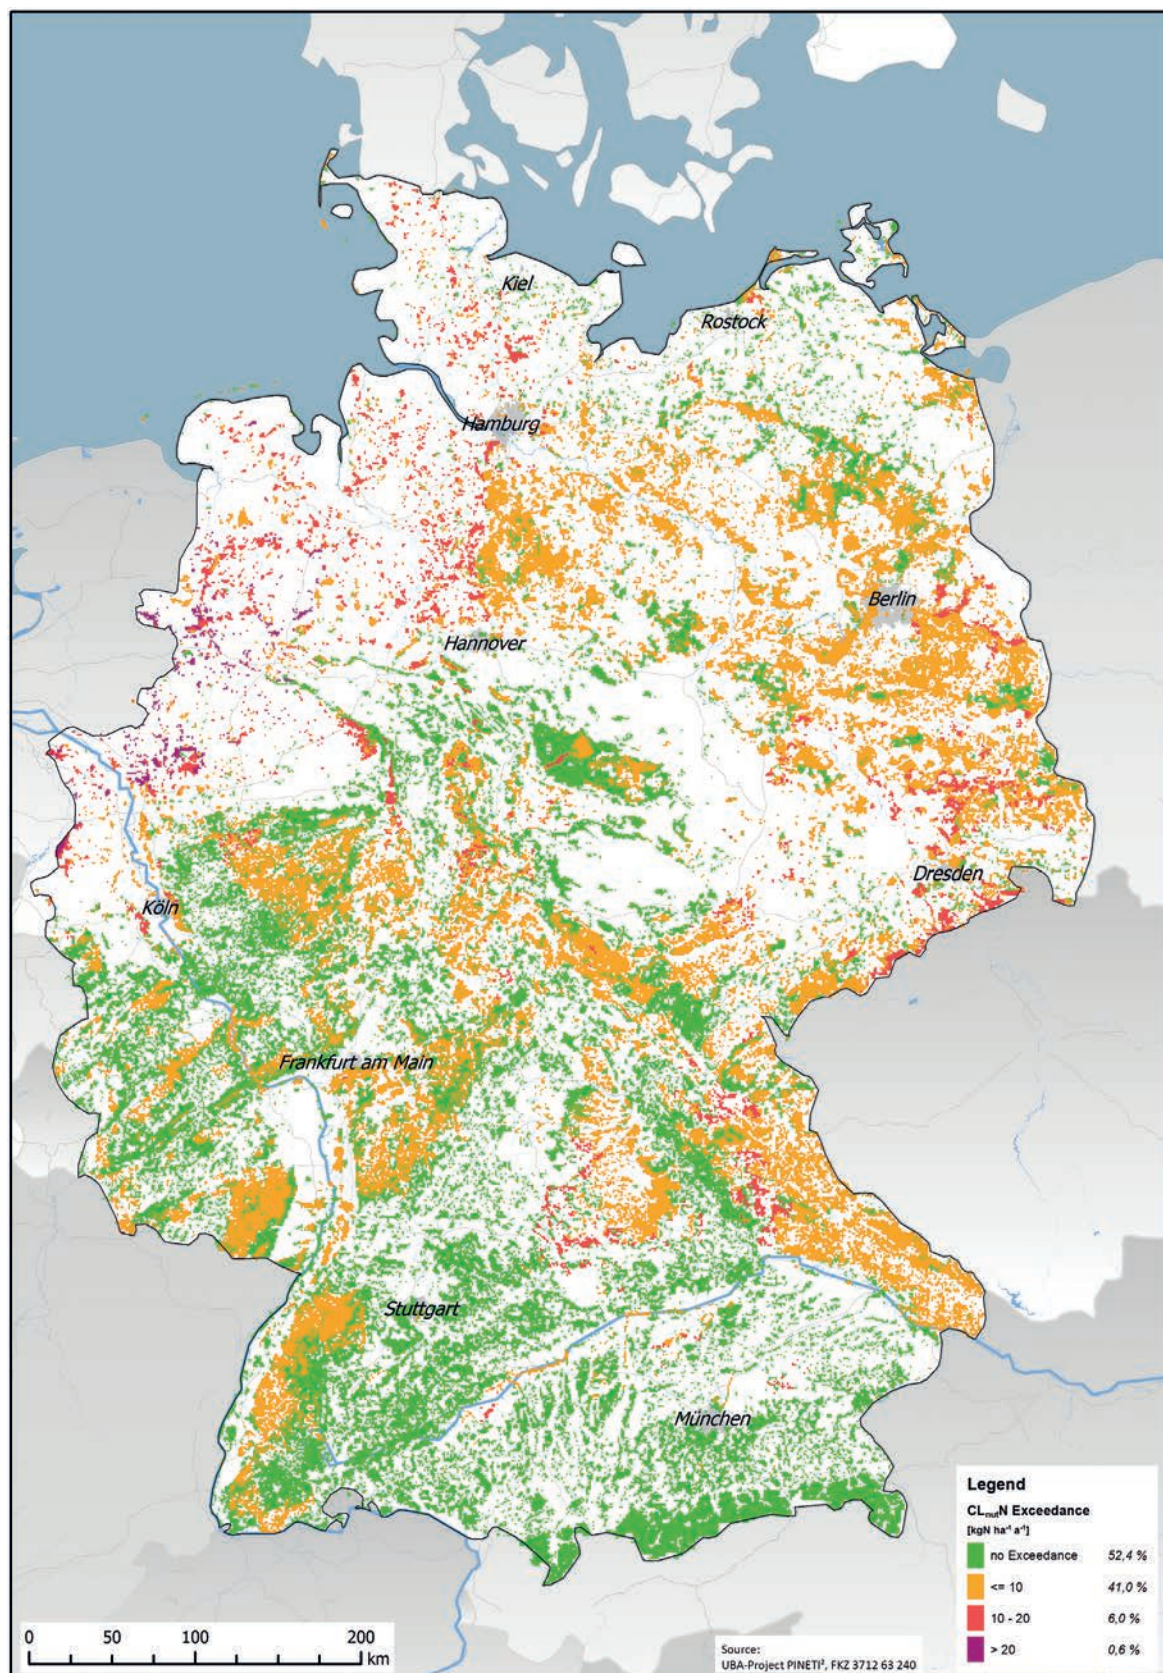 Kiel
Rostock
Hamburg
Berlin
Hannover
Dresden
Köln
Frankfurt am Main
Stuttgart
München
Legend
CLnutN Exceedance
[kgN ha⁻¹ a⁻¹]
no Exceedance 52,4 %
<= 10 41,0 %
10 - 20 6,0 %
> 20 0,6 %
0 50 100 200
km
Source:
UBA-Project PINETI², FKZ 3712 63 240